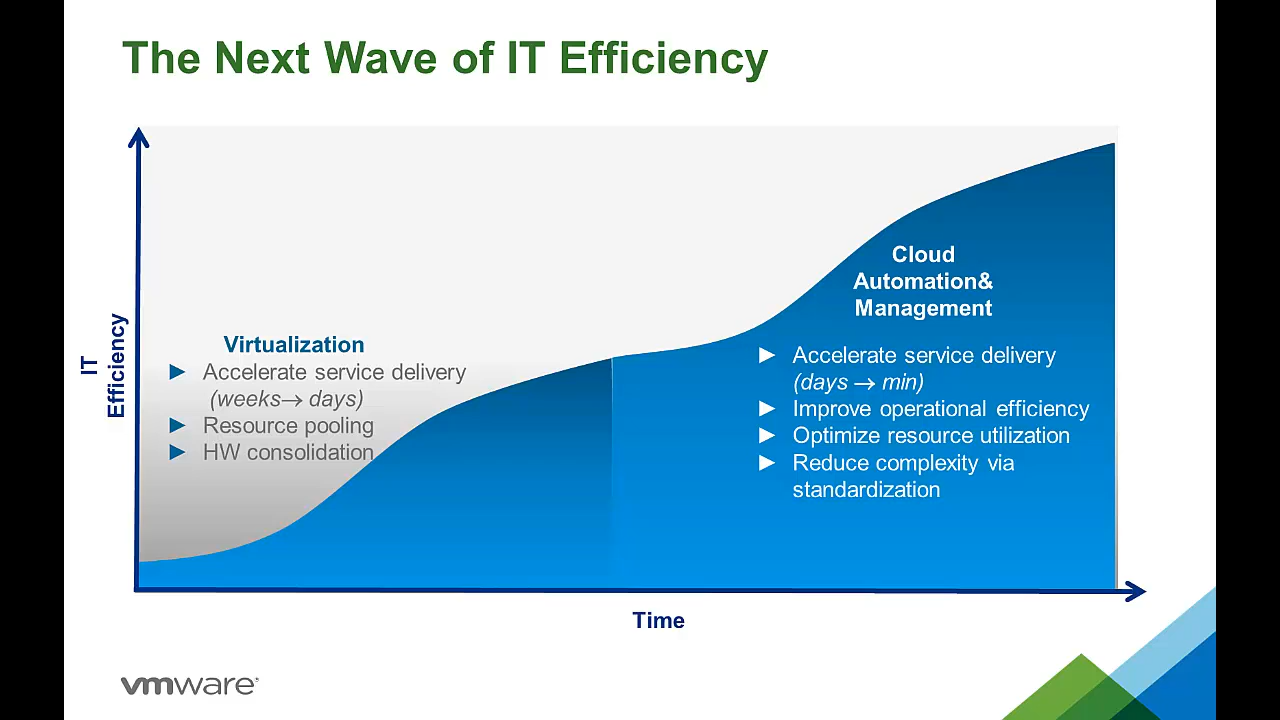 The Next Wave of IT Efficiency
IT
Efficiency
Virtualization
► Accelerate service delivery
(weeks→ days)
► Resource pooling
► HW consolidation
Cloud
Automation&
Management
► Accelerate service delivery
(days → min)
► Improve operational efficiency
► Optimize resource utilization
► Reduce complexity via
standardization
Time
vmware®